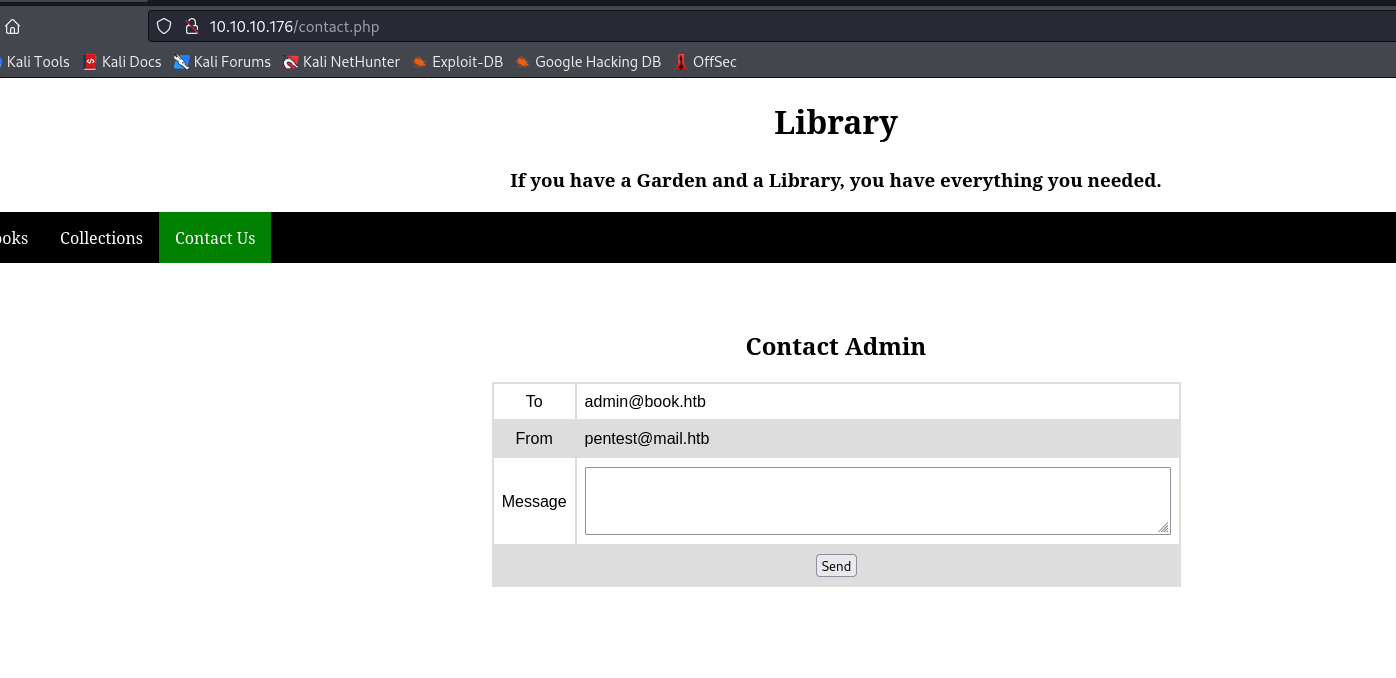 10.10.10.176/contact.php
Kali Tools Kali Docs Kali Forums Kali NetHunter Exploit-DB Google Hacking DB OffSec
Library
If you have a Garden and a Library, you have everything you needed.
ooks Collections Contact Us
Contact Admin
To admin@book.htb
From pentest@mail.htb
Message
Send